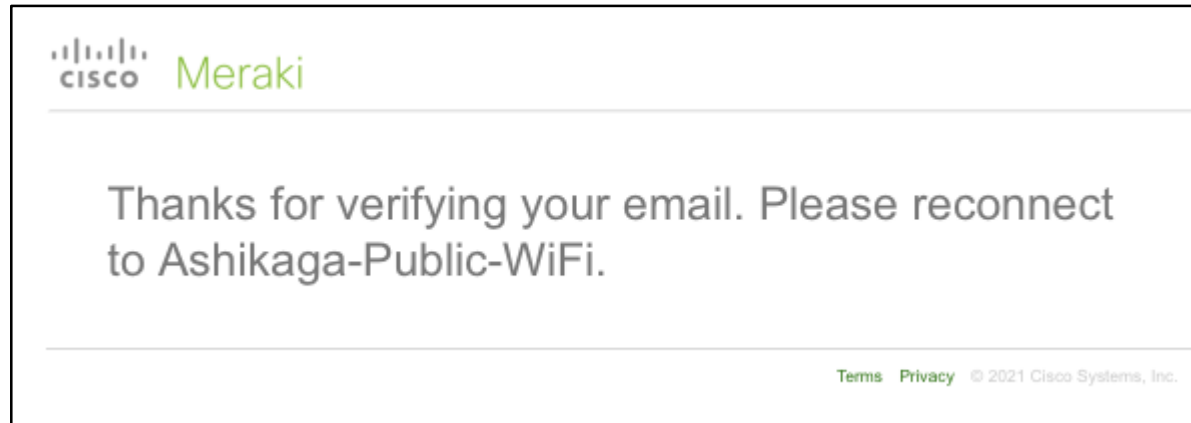 cisco Meraki
Thanks for verifying your email. Please reconnect
to Ashikaga-Public-WiFi.
Terms Privacy © 2021 Cisco Systems, Inc.